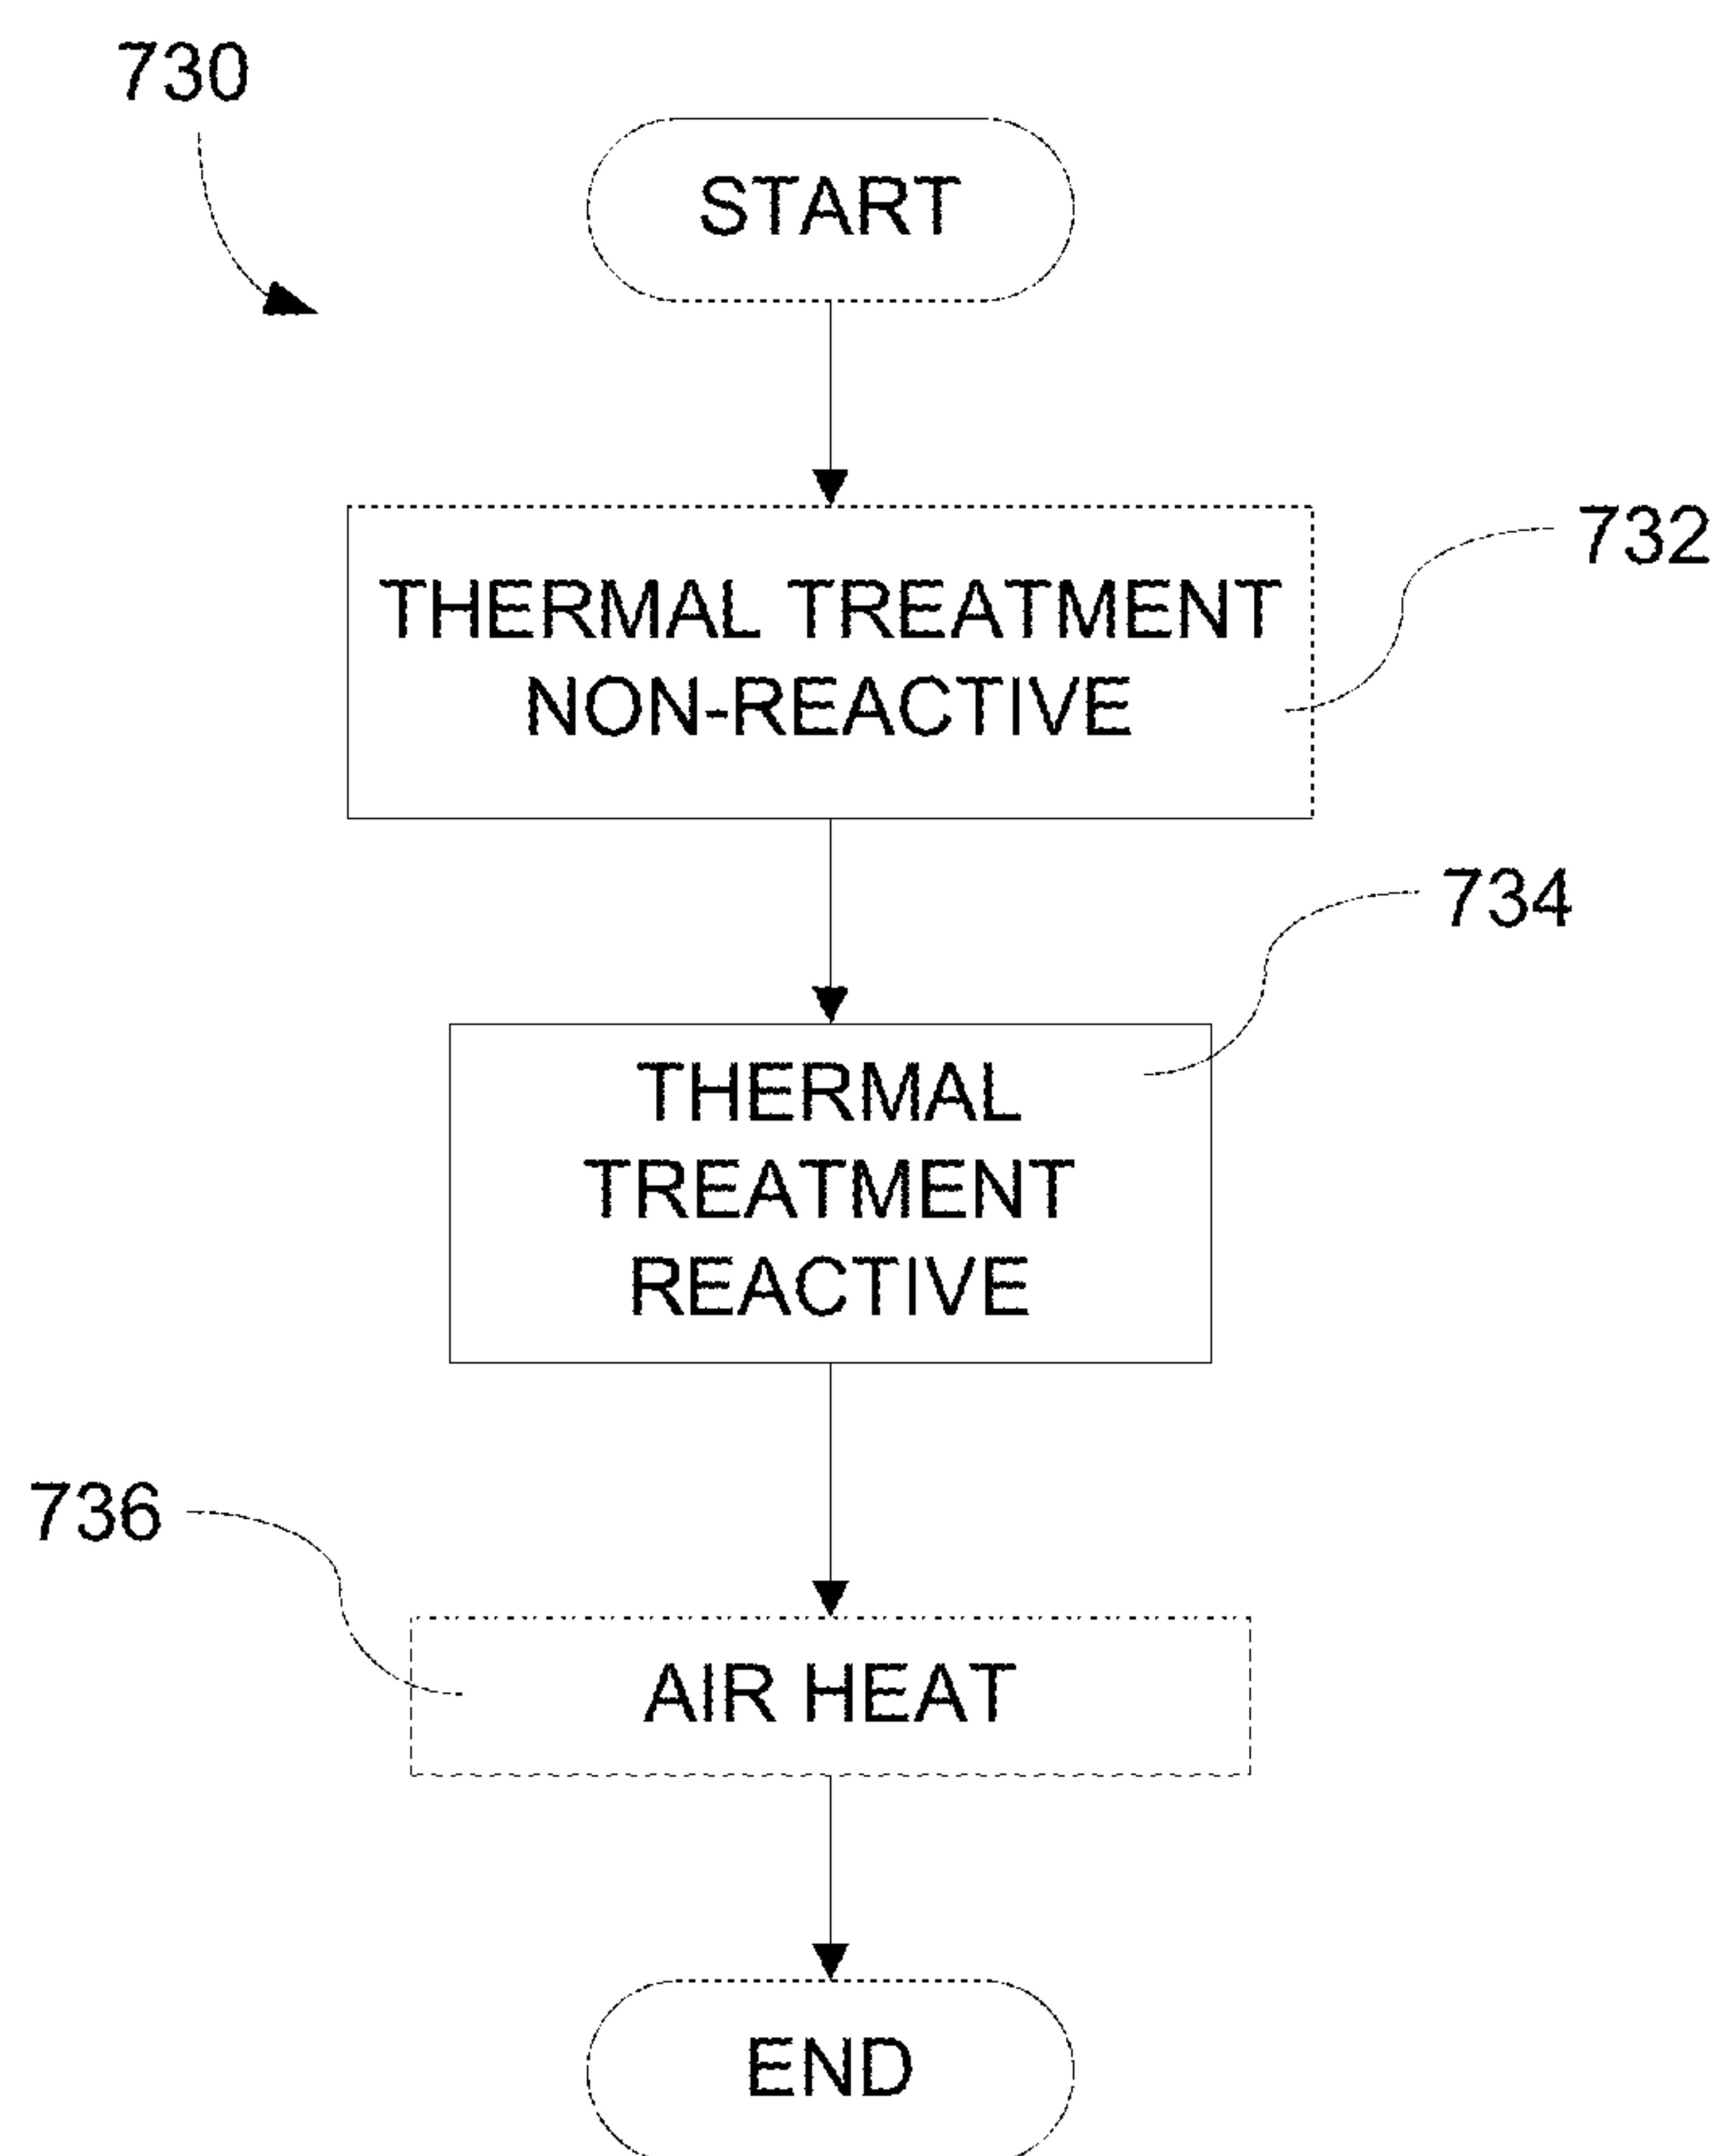 730
START
THERMAL TREATMENT
NON-REACTIVE
732
734
THERMAL
TREATMENT
REACTIVE
736
AIR HEAT
END